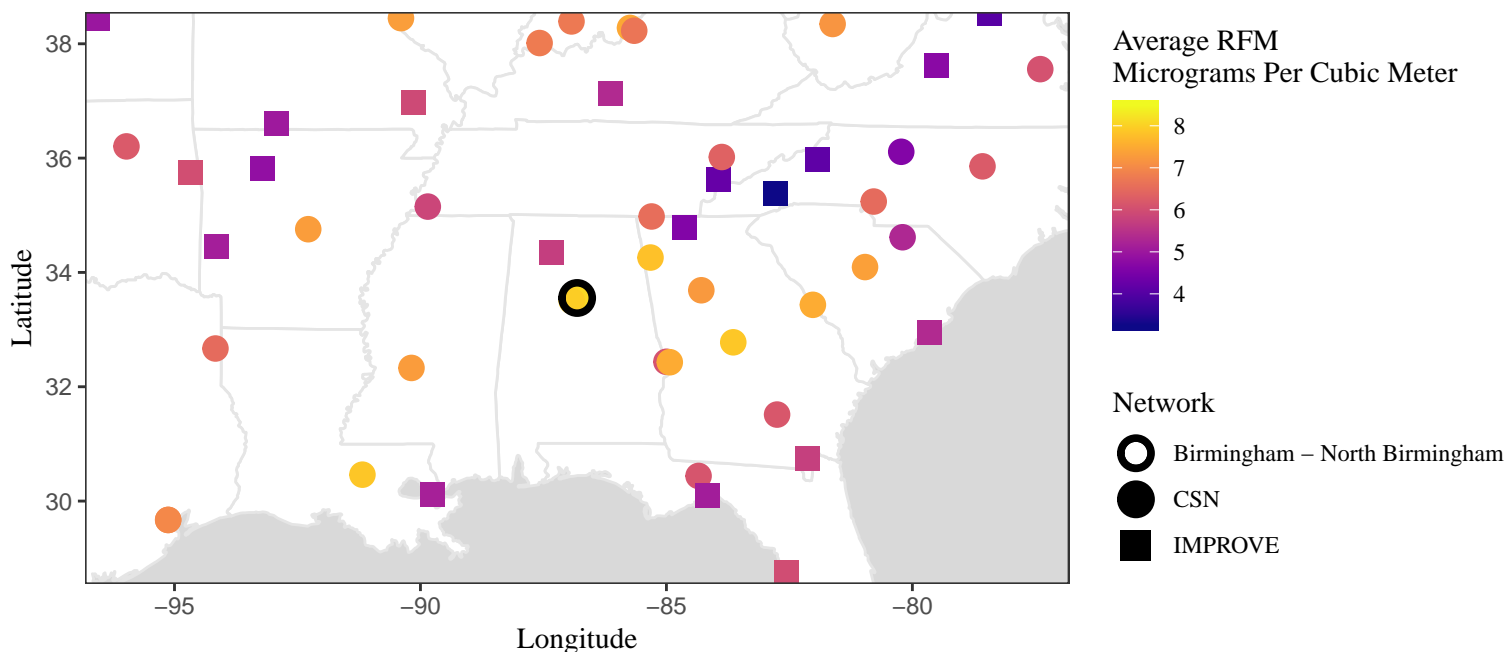 38
36
34
32
30
Latitude
−95
−90
−85
−80
Longitude
Average RFM
Micrograms Per Cubic Meter
8
7
6
5
4
Network
Birmingham – North Birmingham
CSN
IMPROVE